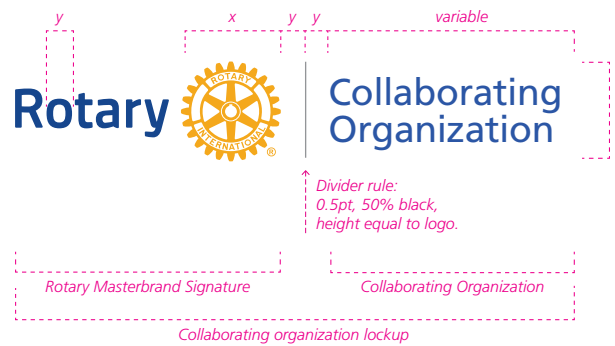 y x y y variable
Rotary
ROTARY
INTERNATIONAL
®
Collaborating
Organization
Divider rule:
0.5pt, 50% black,
height equal to logo.
Rotary Masterbrand Signature
Collaborating Organization
Collaborating organization lockup